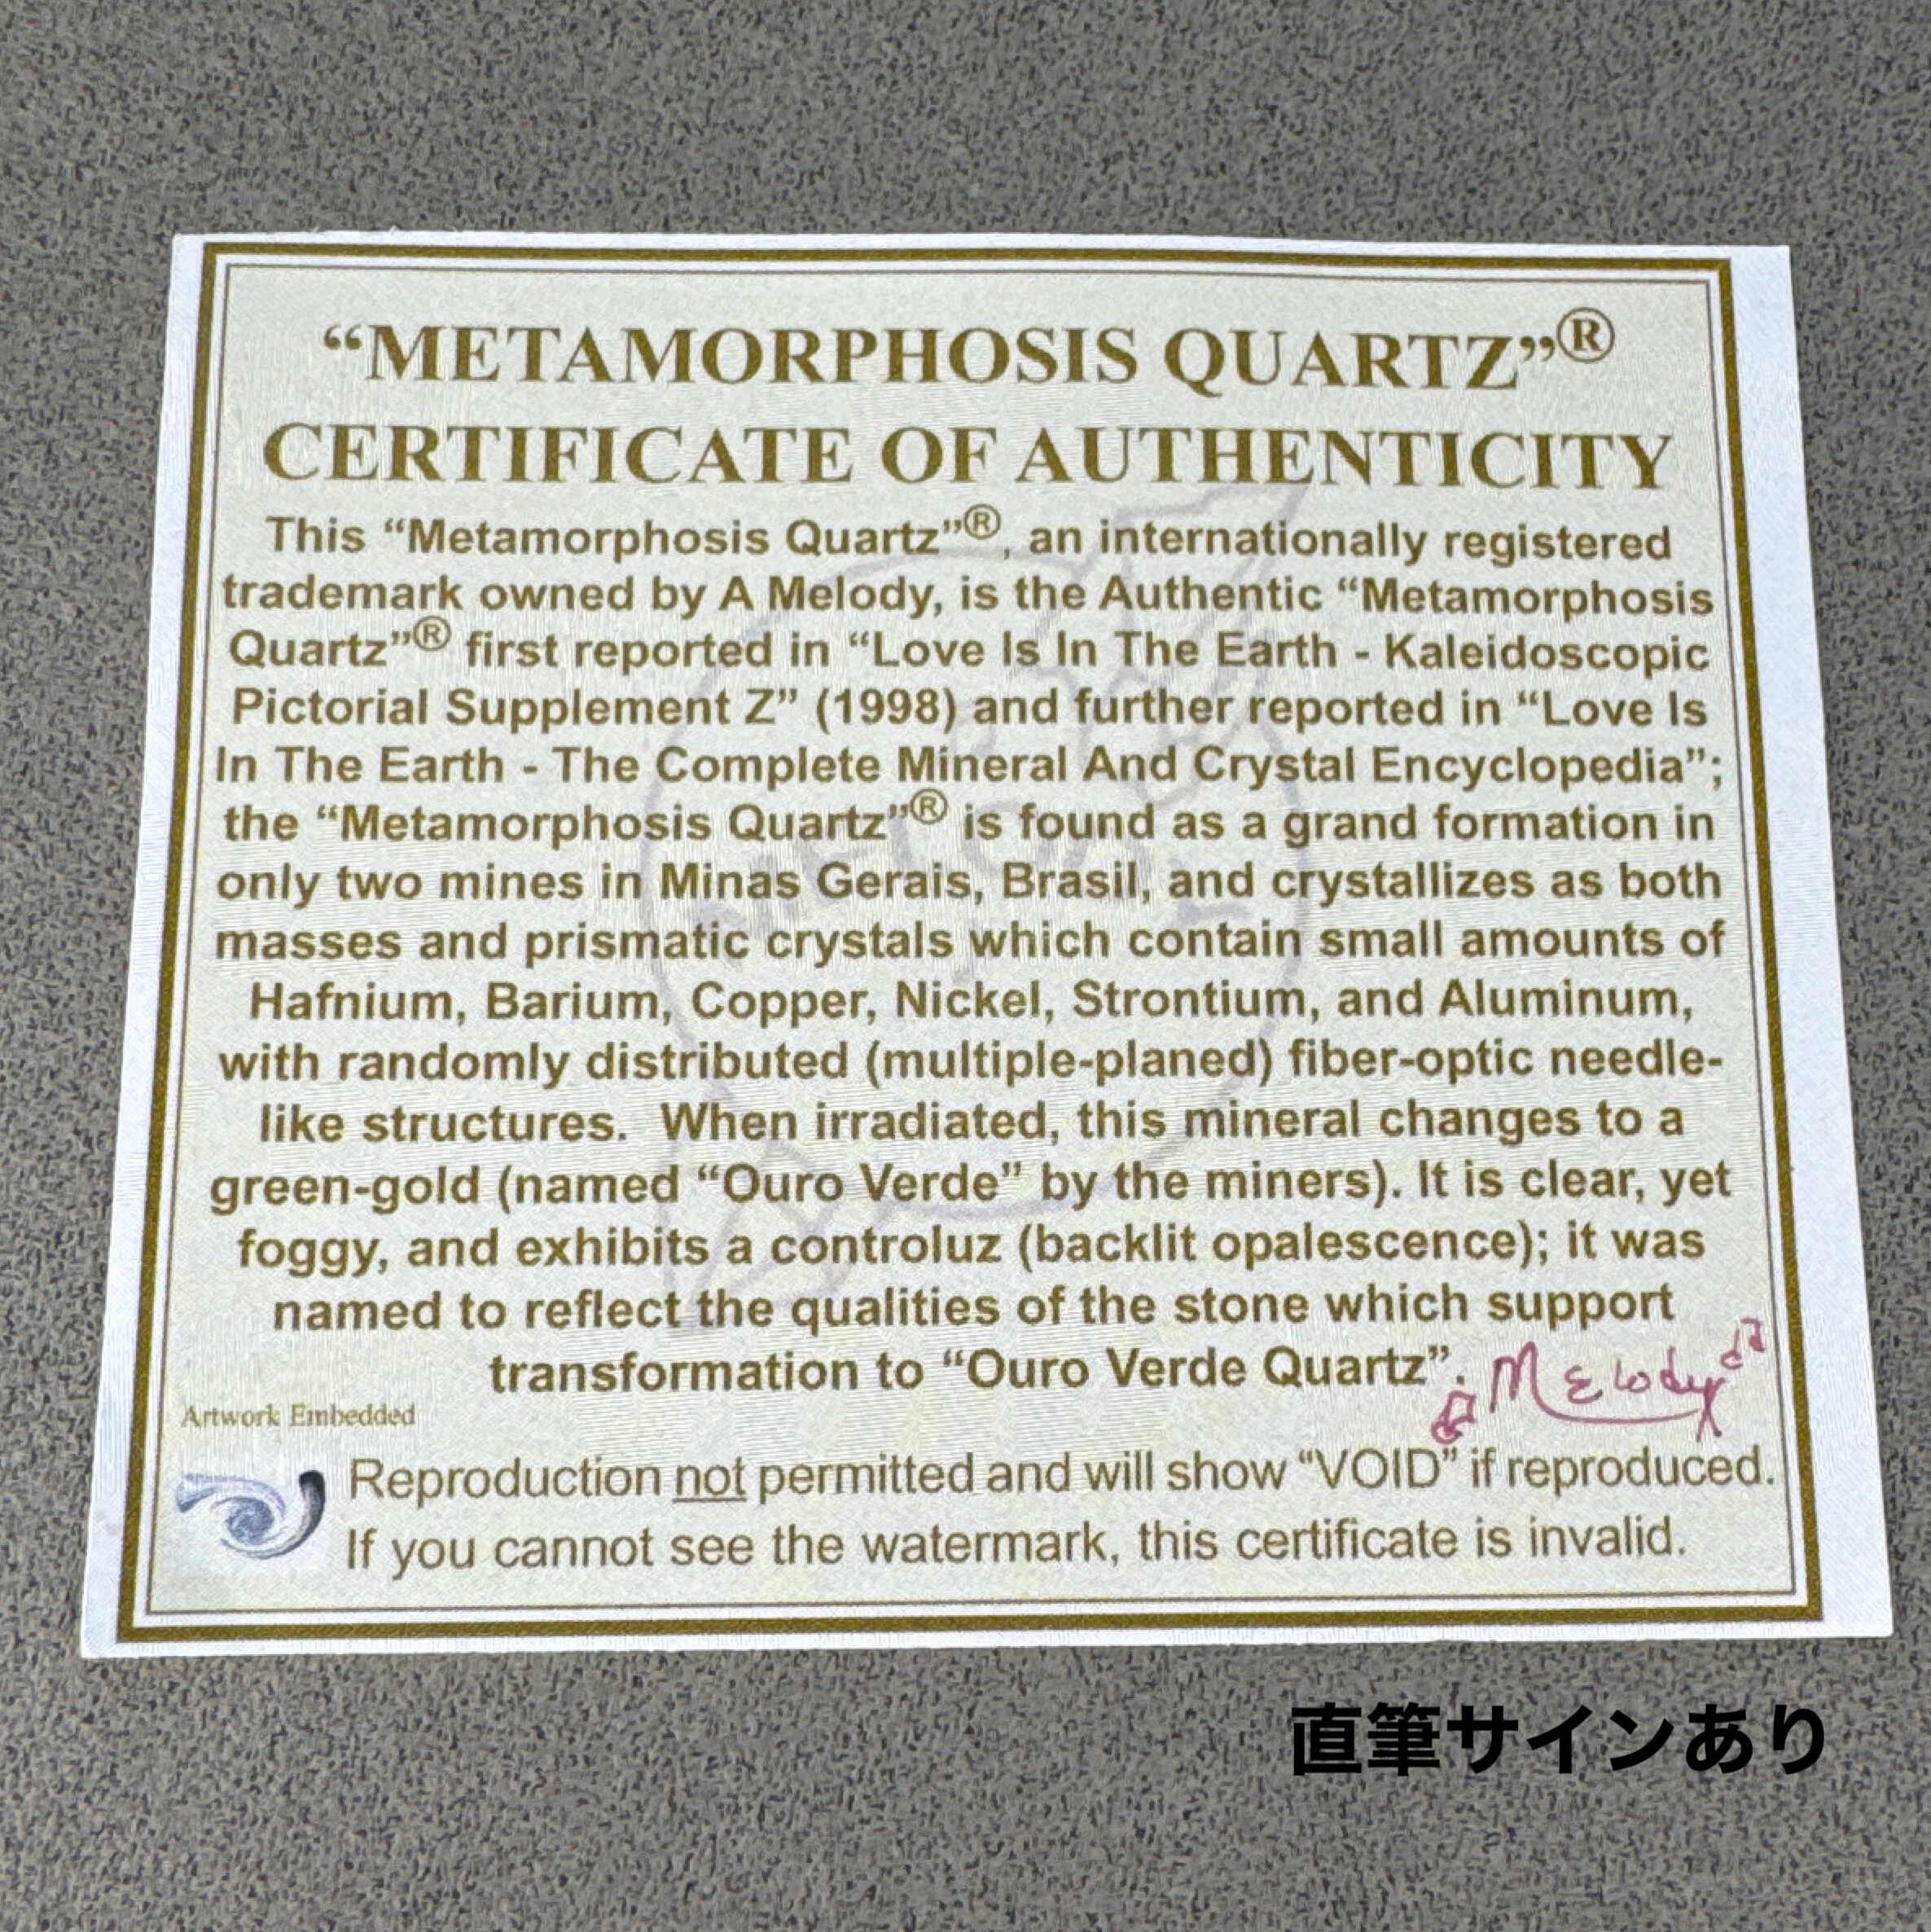 “METAMORPHOSIS QUARTZ”®
CERTIFICATE OF AUTHENTICITY
This “Metamorphosis Quartz”®, an internationally registered
trademark owned by A Melody, is the Authentic “Metamorphosis
Quartz”® first reported in “Love Is In The Earth - Kaleidoscopic
Pictorial Supplement Z” (1998) and further reported in “Love Is
In The Earth - The Complete Mineral And Crystal Encyclopedia”;
the “Metamorphosis Quartz”® is found as a grand formation in
only two mines in Minas Gerais, Brasil, and crystallizes as both
masses and prismatic crystals which contain small amounts of
Hafnium, Barium, Copper, Nickel, Strontium, and Aluminum,
with randomly distributed (multiple-planed) fiber-optic needle-
like structures.  When irradiated, this mineral changes to a
green-gold (named “Ouro Verde” by the miners). It is clear, yet
foggy, and exhibits a controluz (backlit opalescence); it was
named to reflect the qualities of the stone which support
transformation to “Ouro Verde Quartz”.
Melody
Artwork Embedded
Reproduction not permitted and will show “VOID” if reproduced.
If you cannot see the watermark, this certificate is invalid.
直筆サインあり